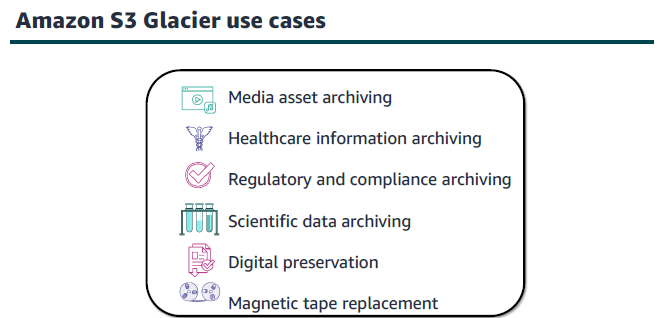 Amazon S3 Glacier use cases
Media asset archiving
Healthcare information archiving
Regulatory and compliance archiving
Scientific data archiving
Digital preservation
Magnetic tape replacement